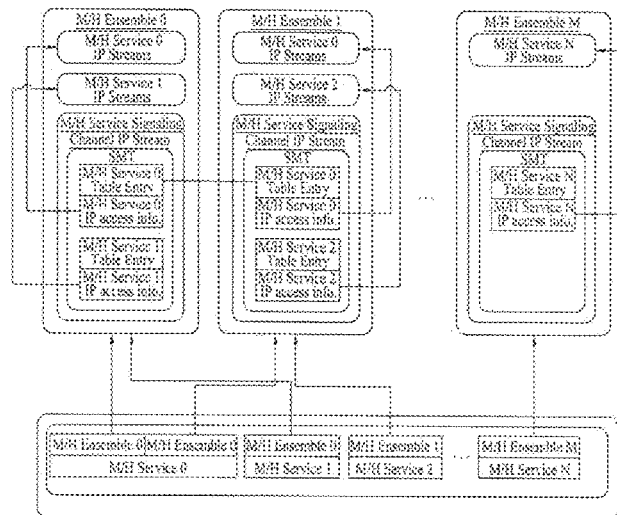 M/H Ensemble 0
M/H Service 0
IP Streams
M/H Service 1
IP Streams
M/H Service Signaling
Channel IP Stream
SMT
M/H Service 0
Table Entry
M/H Service 0
IP access info.
M/H Service 1
Table Entry
M/H Service 1
IP access info.
M/H Ensemble 1
M/H Service 0
IP Streams
M/H Service 2
IP Streams
M/H Service Signaling
Channel IP Stream
SMT
M/H Service 0
Table Entry
M/H Service 0
IP access info.
M/H Service 2
Table Entry
M/H Service 2
IP access info.
...
M/H Ensemble M
M/H Service N
IP Streams
M/H Service Signaling
Channel IP Stream
SMT
M/H Service N
Table Entry
M/H Service N
IP access info.
M/H Ensemble 0 M/H Ensemble 0 M/H Ensemble 0 M/H Ensemble 1 ... M/H Ensemble M
M/H Service 0 M/H Service 1 M/H Service 2 M/H Service N